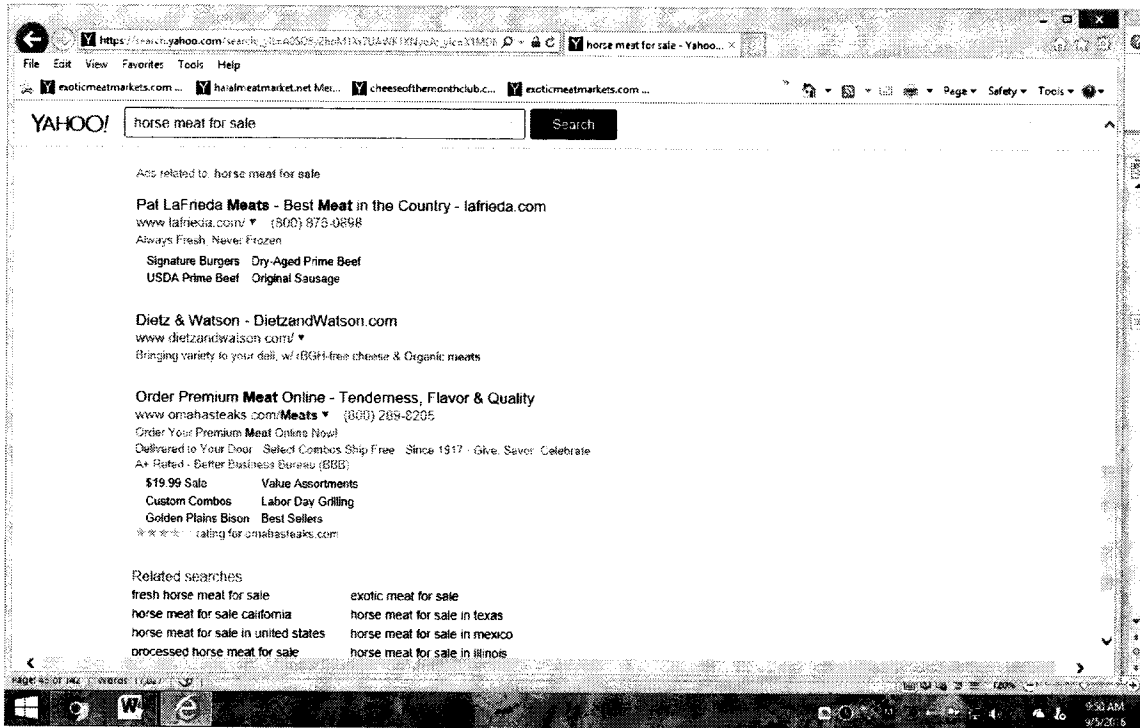 horse meat for sale - Yahoo... ×
File Edit View Favorites Tools Help
exoticmeatmarkets.com ... halalmeatmarket.net Mei... cheeseofthemonthclub.c... exoticmeatmarkets.com ...
Page Safety Tools
YAHOO! horse meat for sale Search
Ads related to: horse meat for sale
Pat LaFrieda Meats - Best Meat in the Country - lafrieda.com
www.lafrieda.com/ (800) 875-0898
Always Fresh, Never Frozen
Signature Burgers Dry-Aged Prime Beef
USDA Prime Beef Original Sausage
Dietz & Watson - DietzandWatson.com
www.dietzandwatson.com/
Bringing variety to your deli, w/ rBGH-free cheese & Organic meats
Order Premium Meat Online - Tenderness, Flavor & Quality
www.omahasteaks.com/Meats (800) 289-8205
Order Your Premium Meat Online Now!
Delivered to Your Door Select Combos Ship Free Since 1917 - Give. Savor. Celebrate
A+ Rated - Better Business Bureau (BBB)
$19.99 Sale Value Assortments
Custom Combos Labor Day Grilling
Golden Plains Bison Best Sellers
rating for omahasteaks.com
Related searches
fresh horse meat for sale exotic meat for sale
horse meat for sale california horse meat for sale in texas
horse meat for sale in united states horse meat for sale in mexico
processed horse meat for sale horse meat for sale in illinois
9:50 AM